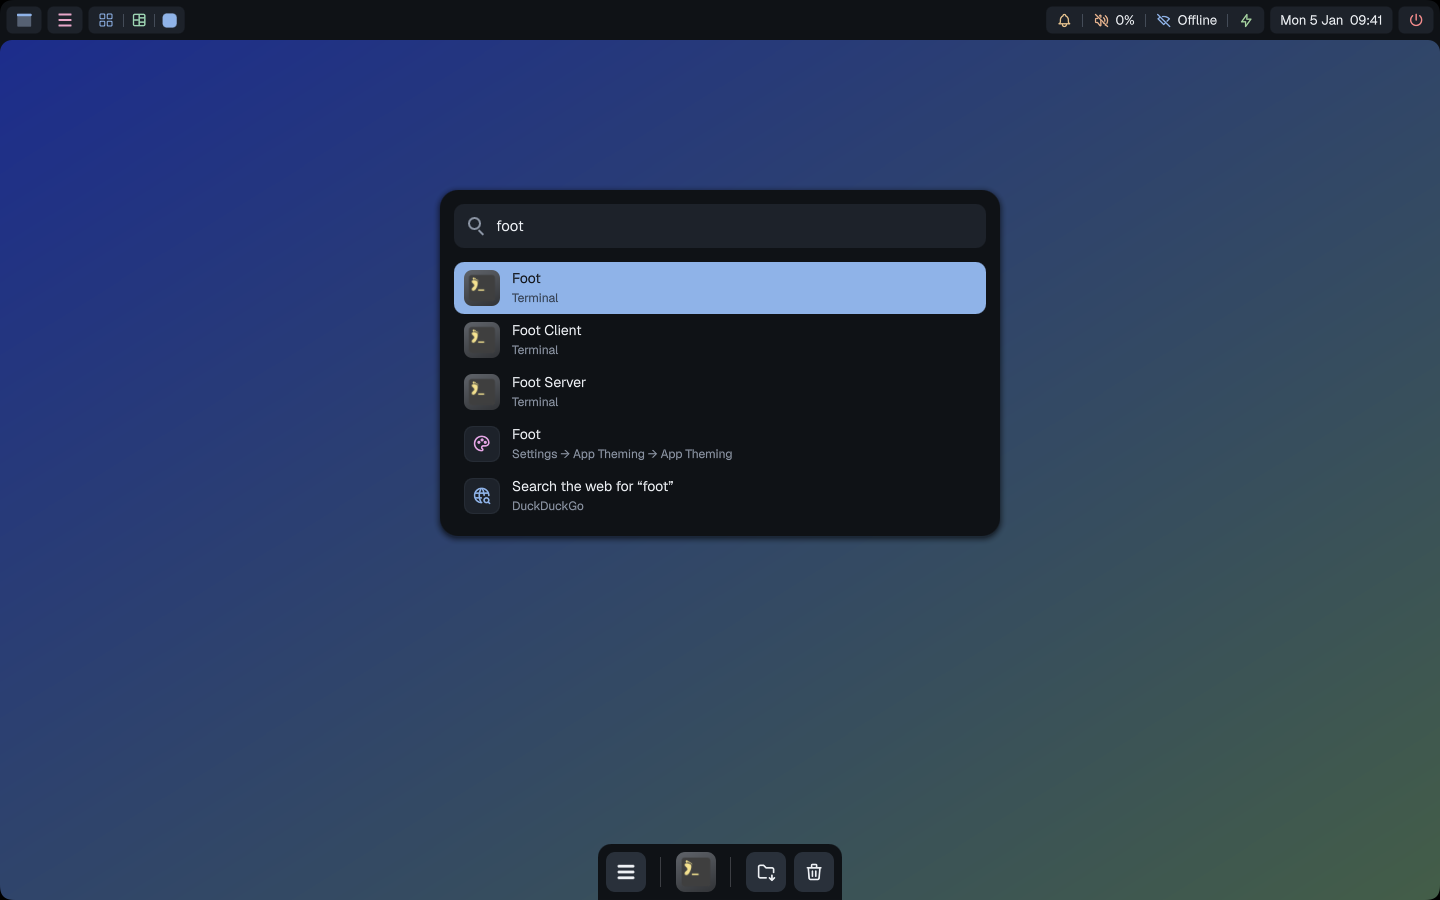 0%
Offline
Mon 5 Jan 09:41
foot
Foot
Terminal
Foot Client
Terminal
Foot Server
Terminal
Foot
Settings → App Theming → App Theming
Search the web for “foot”
DuckDuckGo